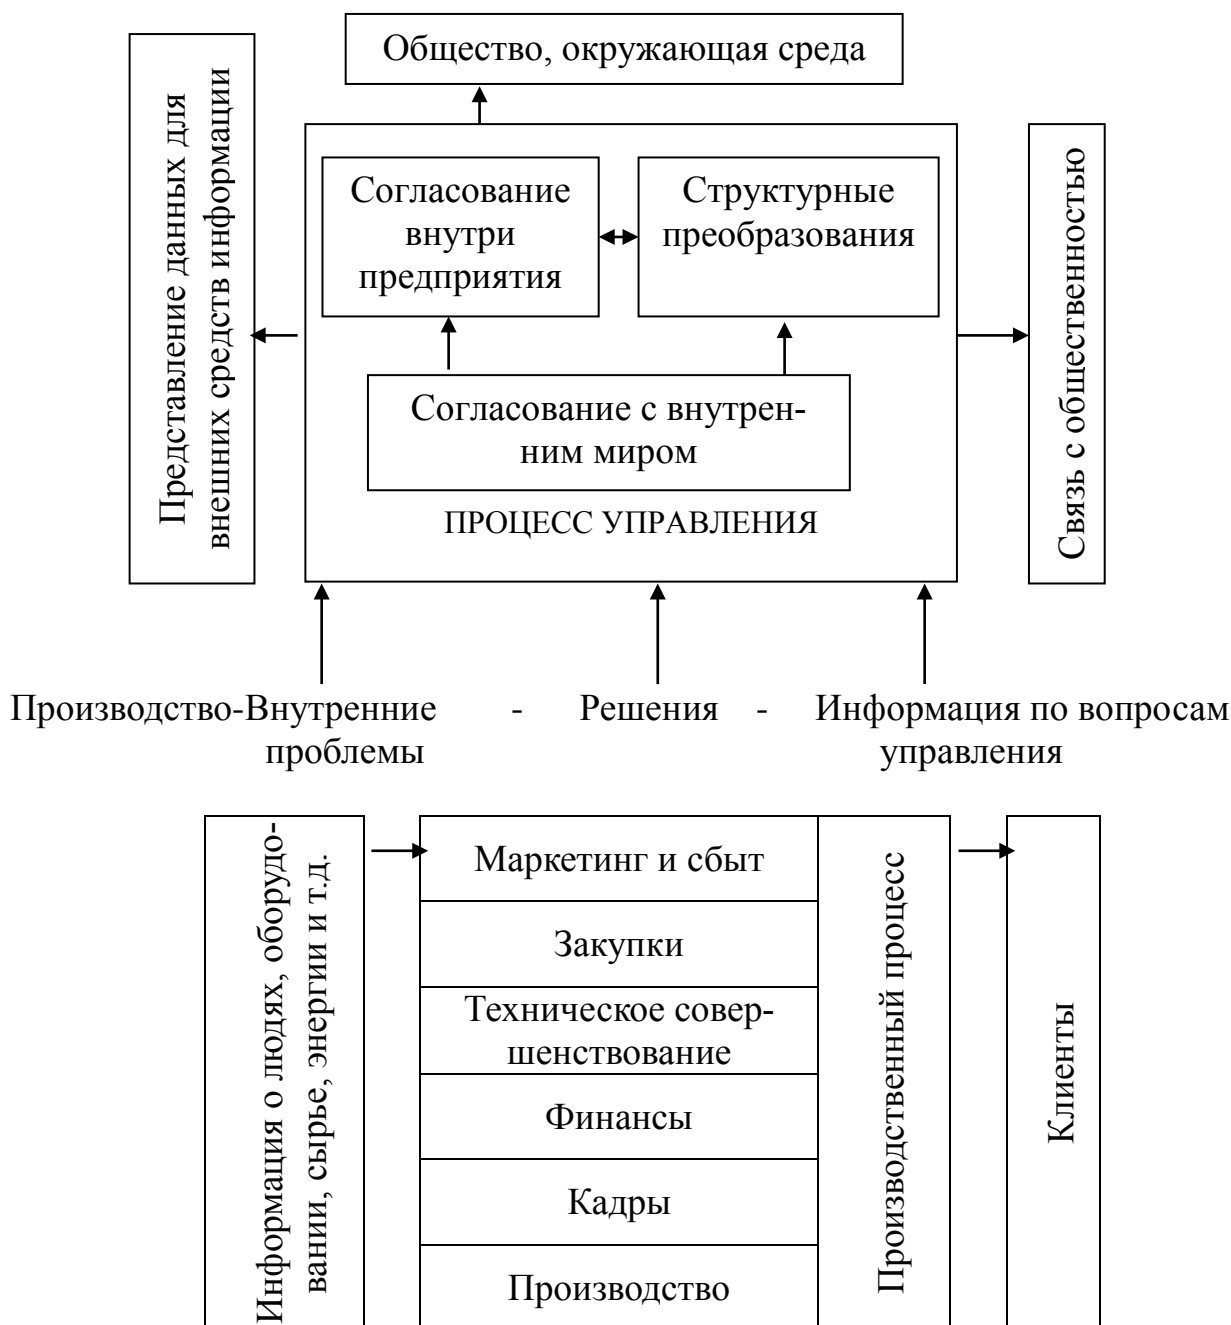 Общество, окружающая среда
Представление данных для
внешних средств информации
Согласование
внутри
предприятия
Структурные
преобразования
Согласование с внутрен-
ним миром
ПРОЦЕСС УПРАВЛЕНИЯ
Связь с общественностью
Производство-Внутренние - Решения - Информация по вопросам
проблемы управления
Информация о людях, оборудо-
вании, сырье, энергии и т.д.
Маркетинг и сбыт
Закупки
Техническое совер-
шенствование
Финансы
Кадры
Производство
Производственный процесс
Клиенты